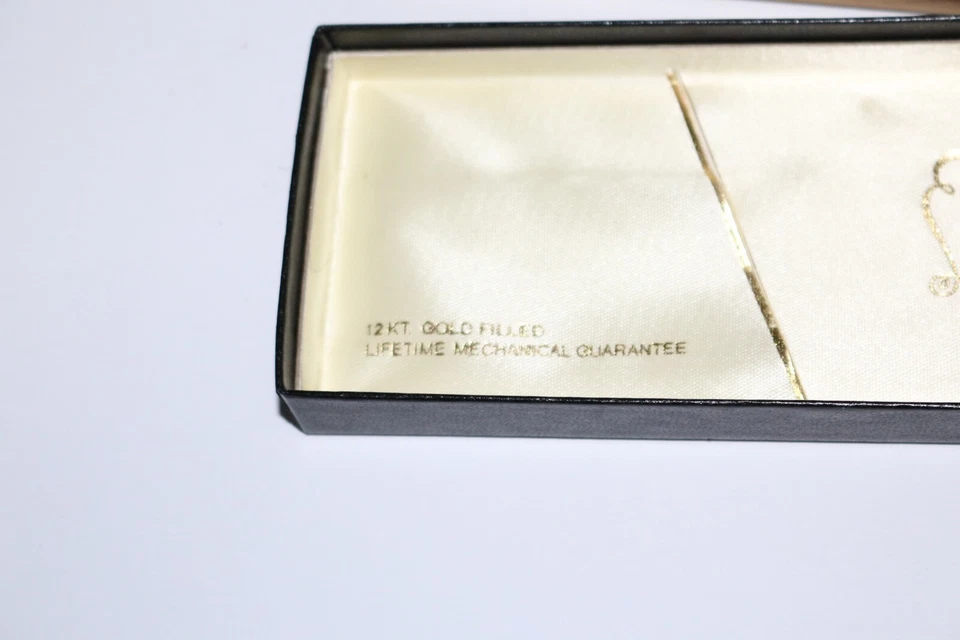 12 KT. GOLD FILLED
LIFETIME MECHANICAL GUARANTEE